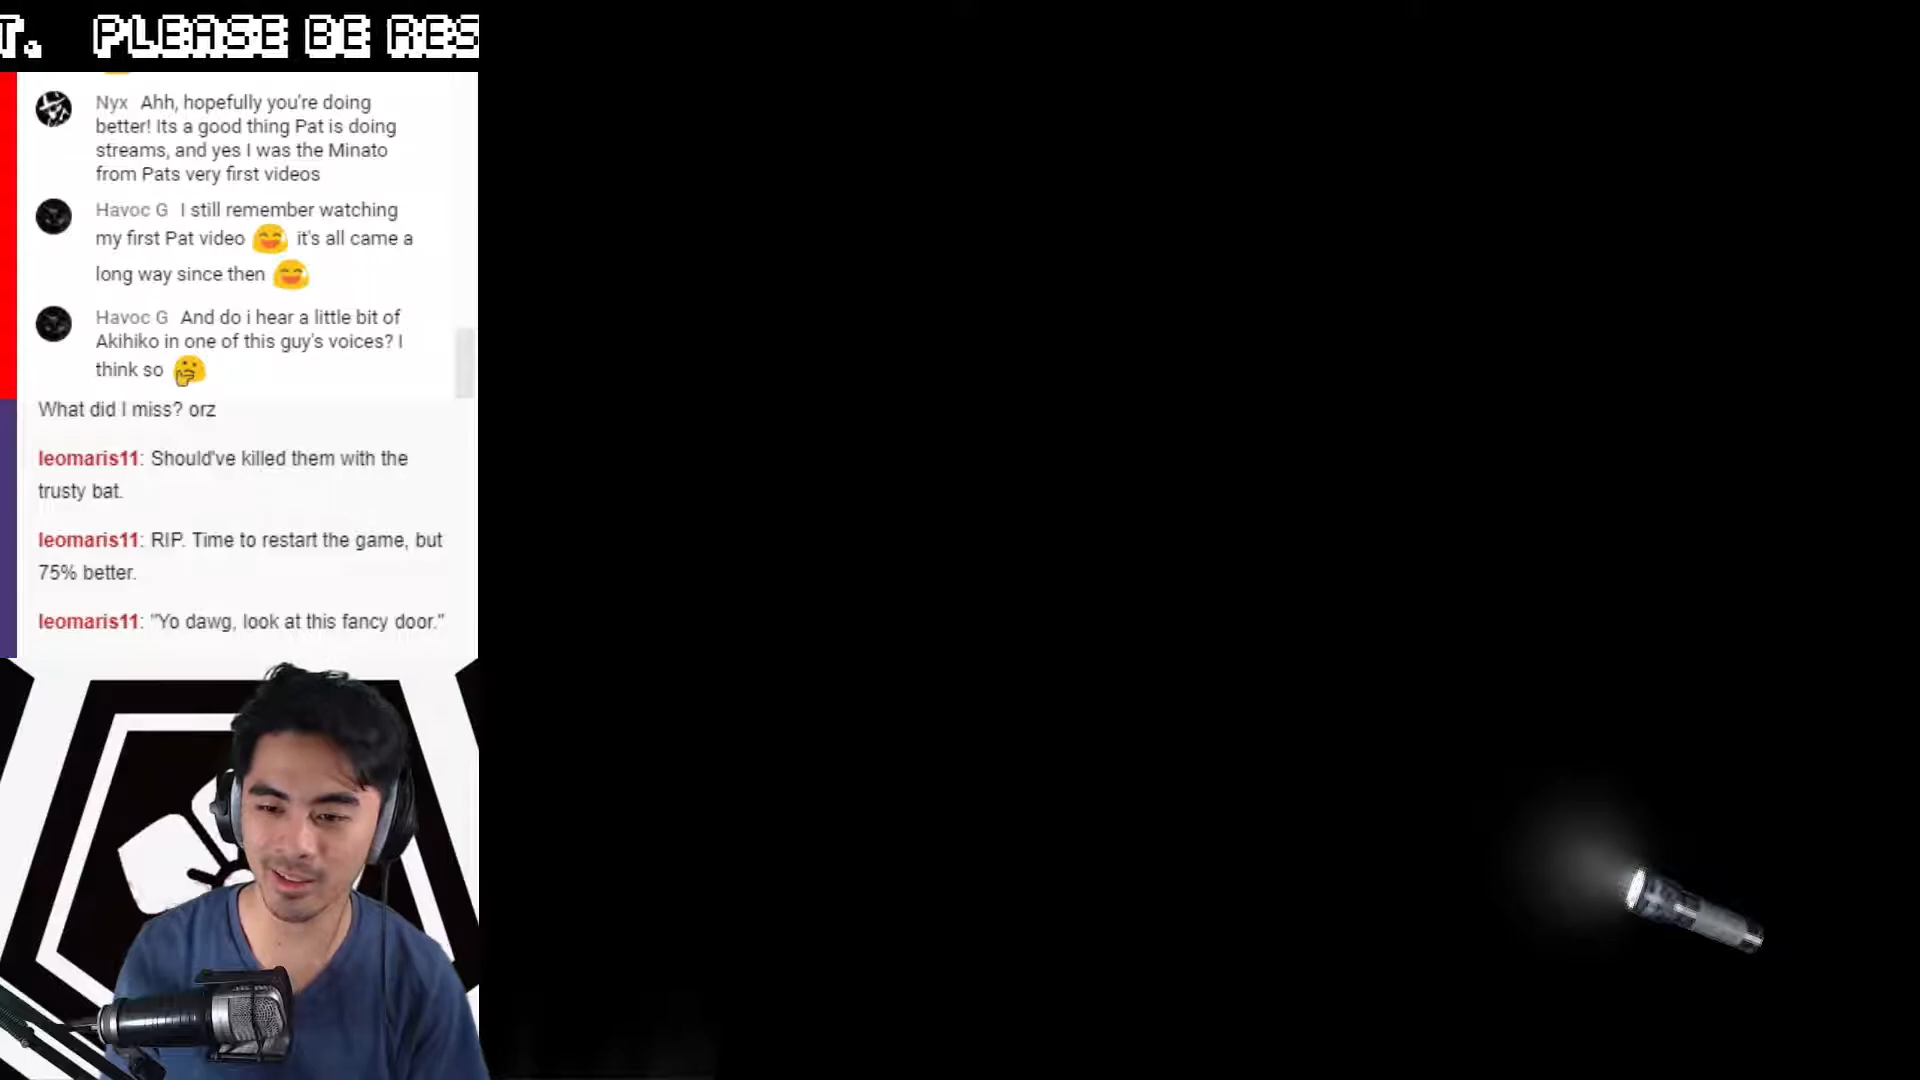 T. PLEASE BE RES
Nyx Ahh, hopefully you're doing
better! Its a good thing Pat is doing
streams, and yes I was the Minato
from Pats very first videos
Havoc G I still remember watching
my first Pat video 😅 it's all came a
long way since then 😅
Havoc G And do i hear a little bit of
Akihiko in one of this guy's voices? I
think so 🤔
What did I miss? orz
leomaris11: Should've killed them with the
trusty bat.
leomaris11: RIP. Time to restart the game, but
75% better.
leomaris11: "Yo dawg, look at this fancy door."